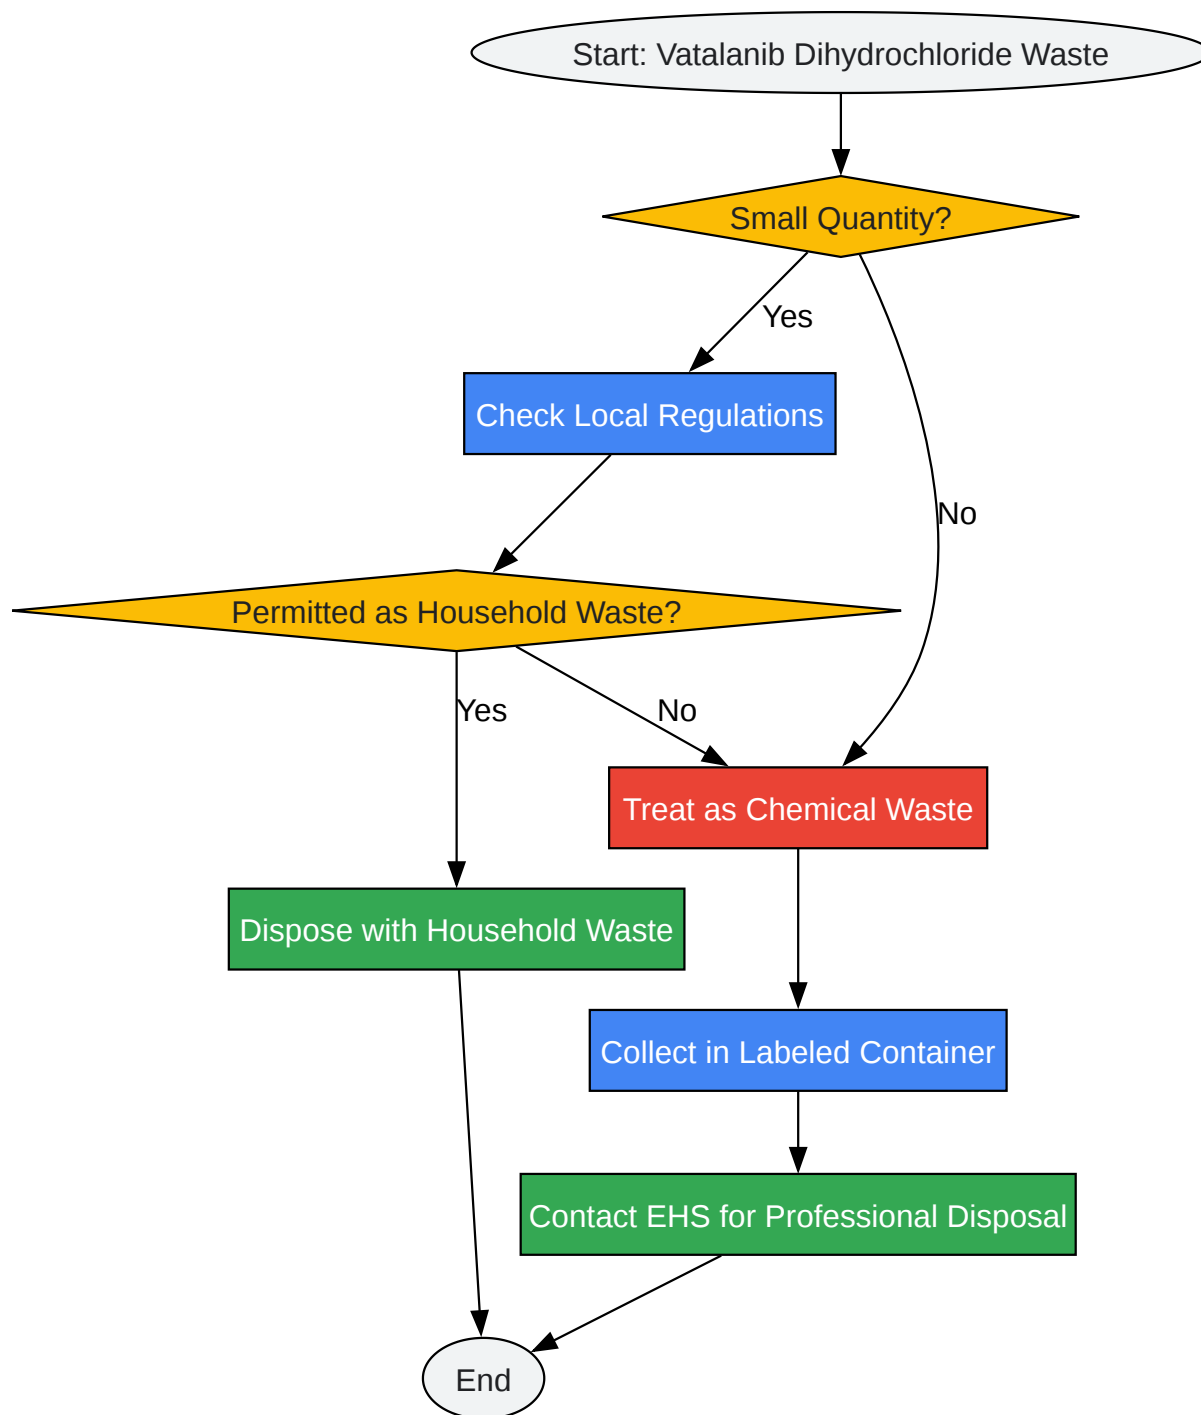 Start: Vatalanib Dihydrochloride Waste
Small Quantity?
Yes
Check Local Regulations
No
Permitted as Household Waste?
Yes
No
Treat as Chemical Waste
Dispose with Household Waste
Collect in Labeled Container
Contact EHS for Professional Disposal
End